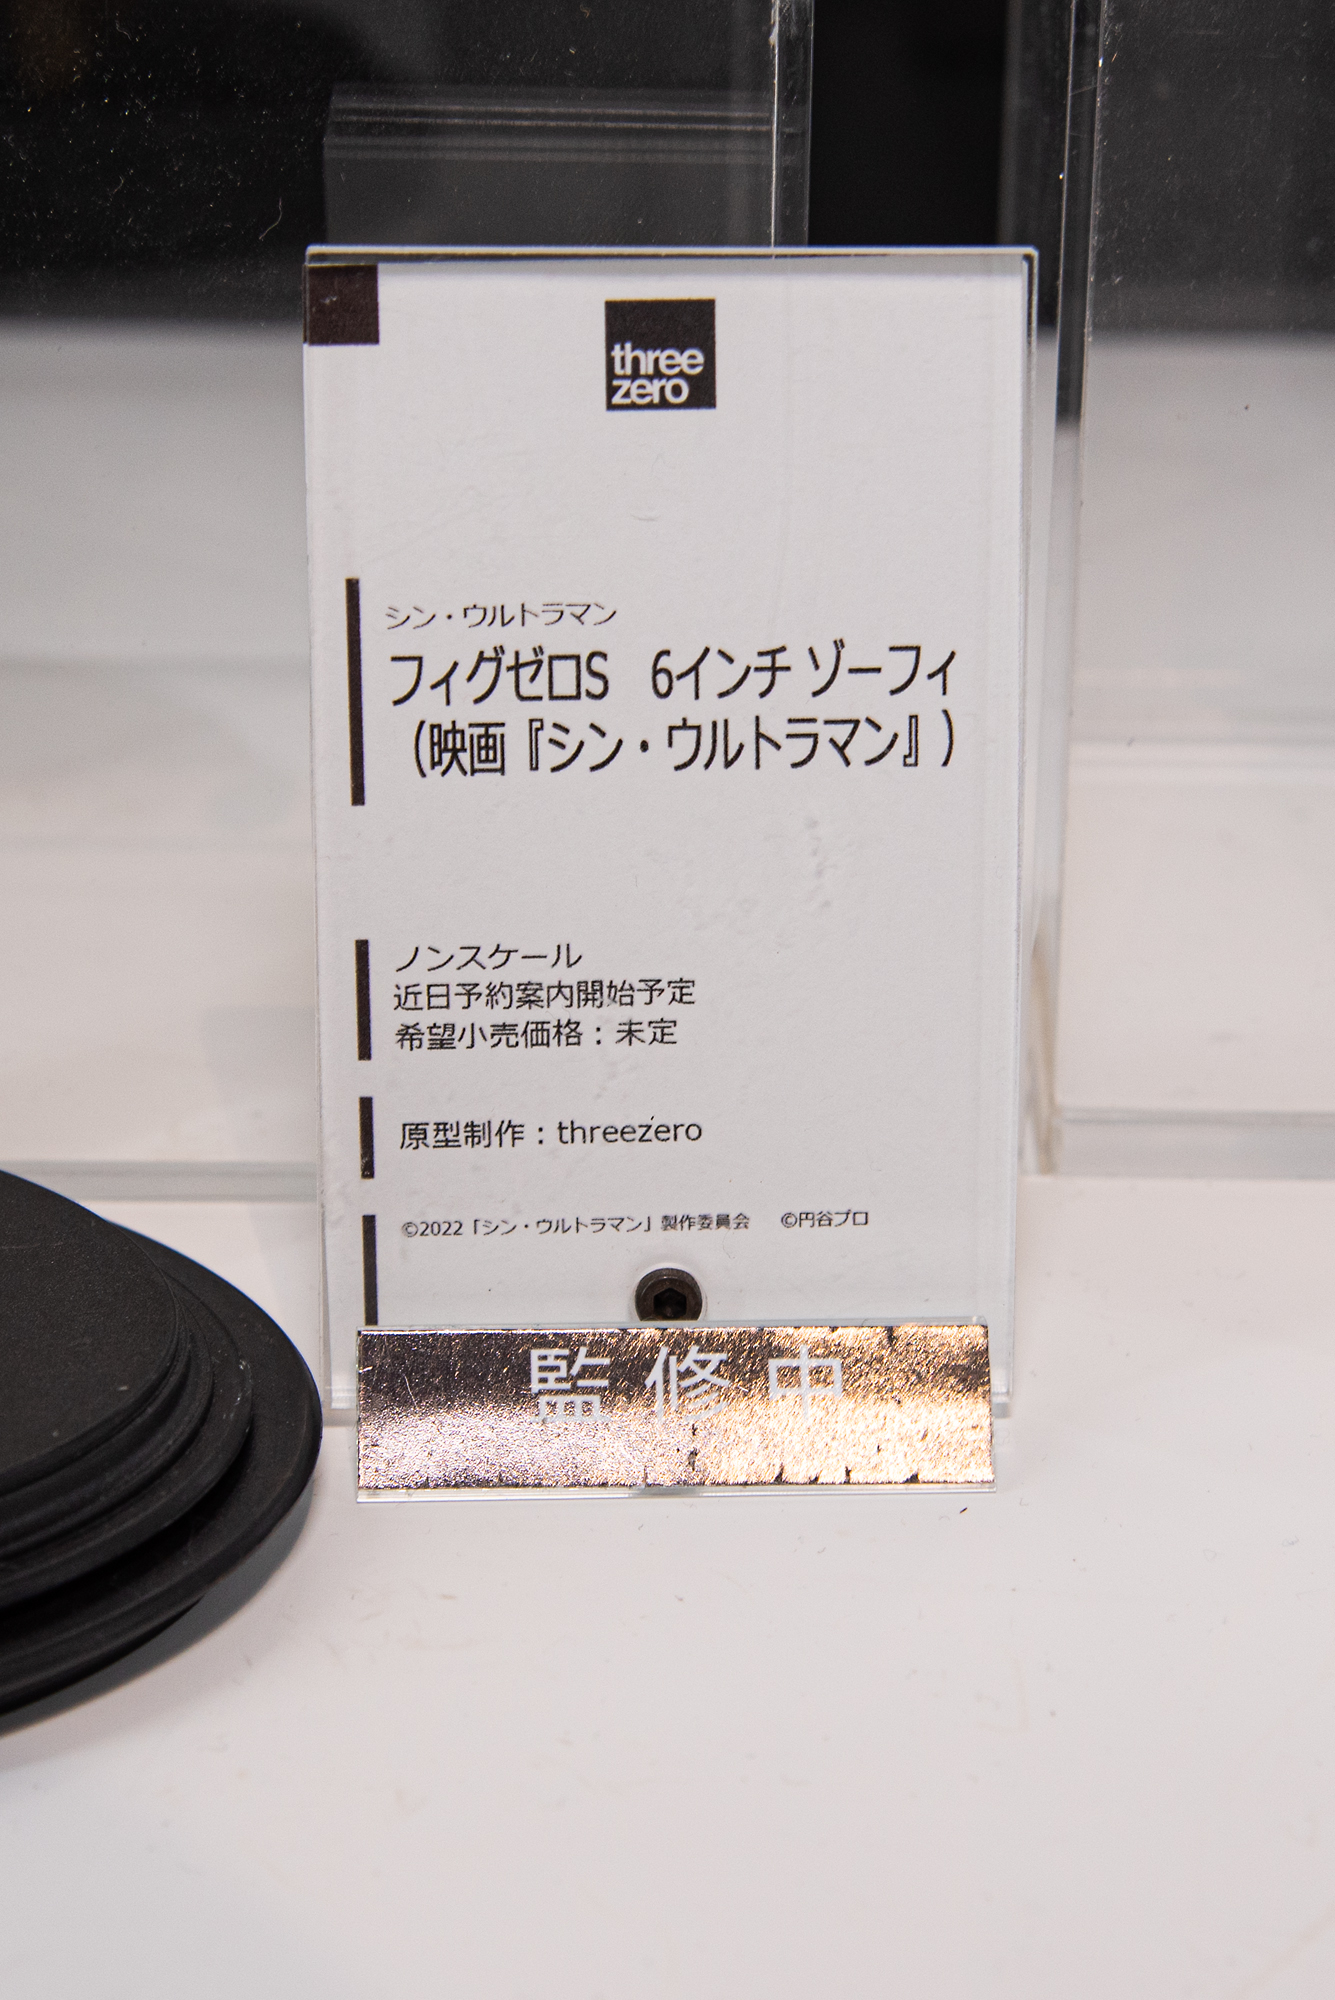 three
zero
シン・ウルトラマン
フィグゼロS 6インチ ゾーフィ
（映画『シン・ウルトラマン』）
ノンスケール
近日予約案内開始予定
希望小売価格：未定
原型制作：threezero
©2022「シン・ウルトラマン」製作委員会 ©円谷プロ
監修中